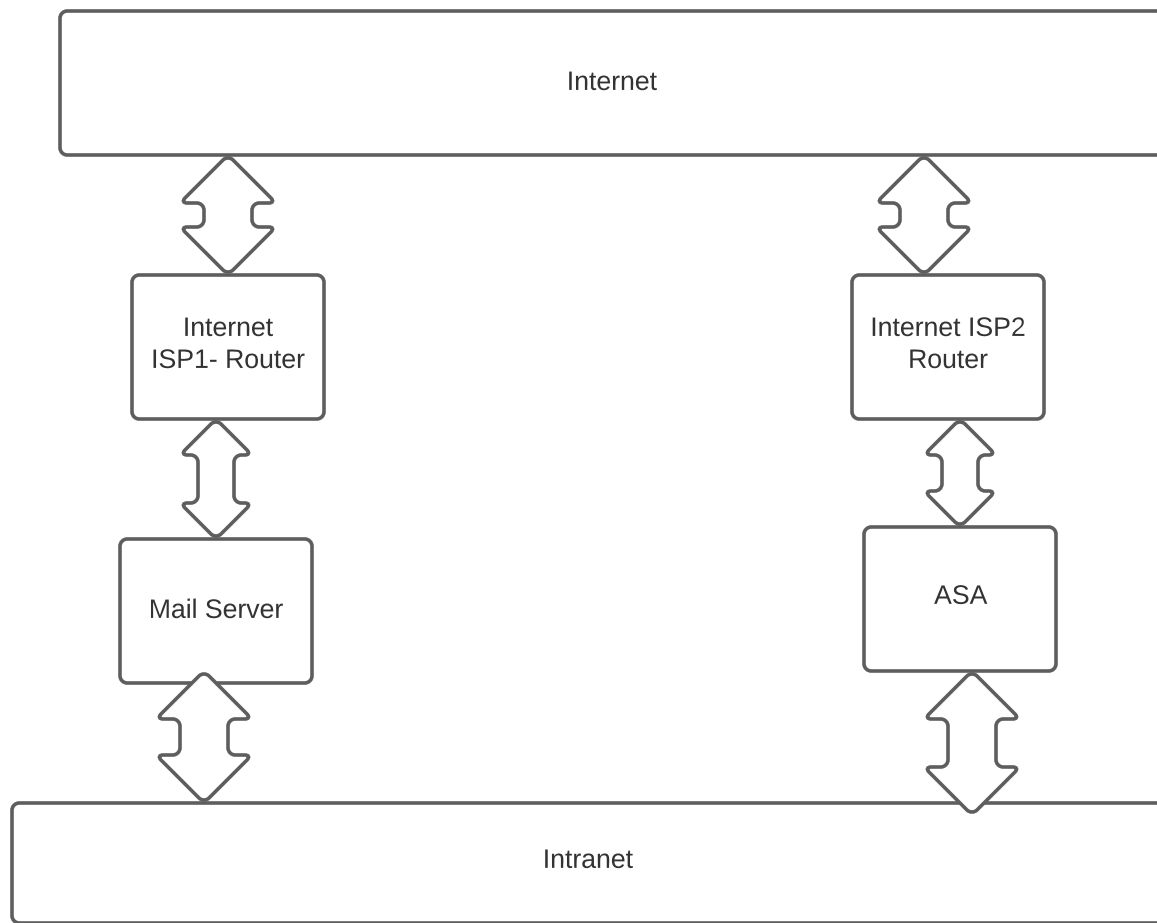 Internet
Internet
ISP1- Router
Internet ISP2
Router
Mail Server
ASA
Intranet